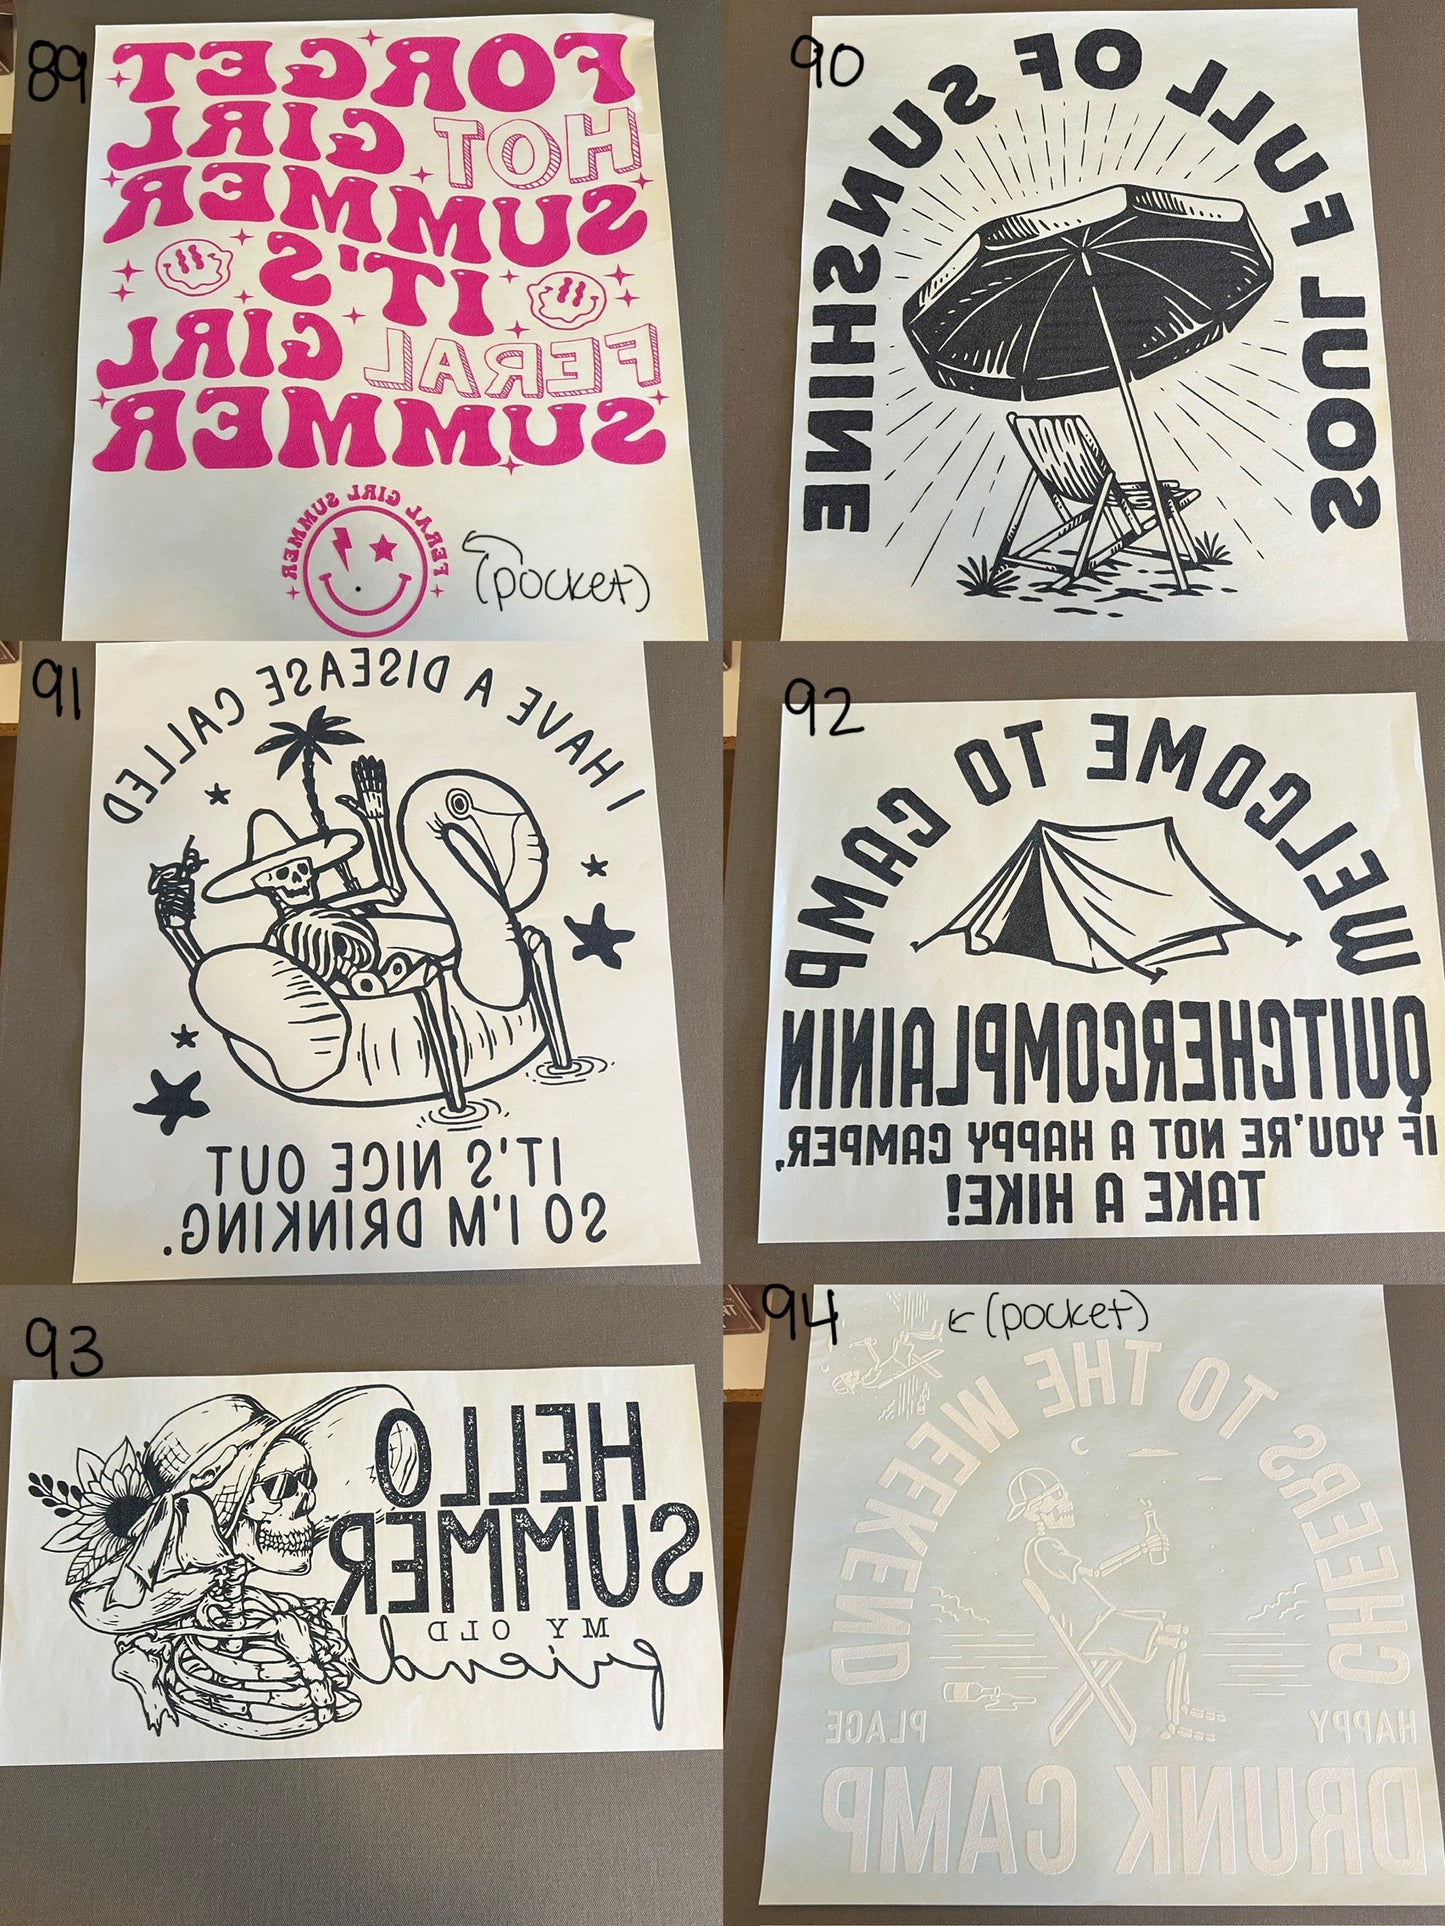 89
FORGET
HOT GIRL
SUMMER
IT'S
FERAL GIRL
SUMMER
FERAL GIRL SUMMER
(pocket)
90
SOUL FULL OF SUNSHINE
91
I HAVE A DISEASE CALLED
IT'S NICE OUT
SO I'M DRINKING.
92
WELCOME TO CAMP
QUITCHERCOMPLAININ
IF YOU'RE NOT A HAPPY CAMPER,
TAKE A HIKE!
93
HELLO
SUMMER
MY OLD
friend
94
(pocket)
CHEERS TO THE WEEKEND
HAPPY PLACE
DRUNK CAMP